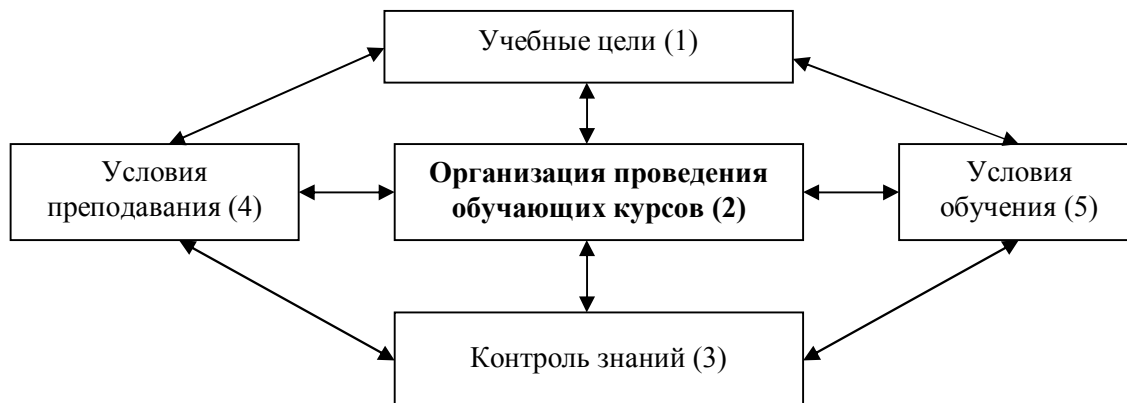 Учебные цели (1)
Условия
преподавания (4)
Организация проведения
обучающих курсов (2)
Условия
обучения (5)
Контроль знаний (3)